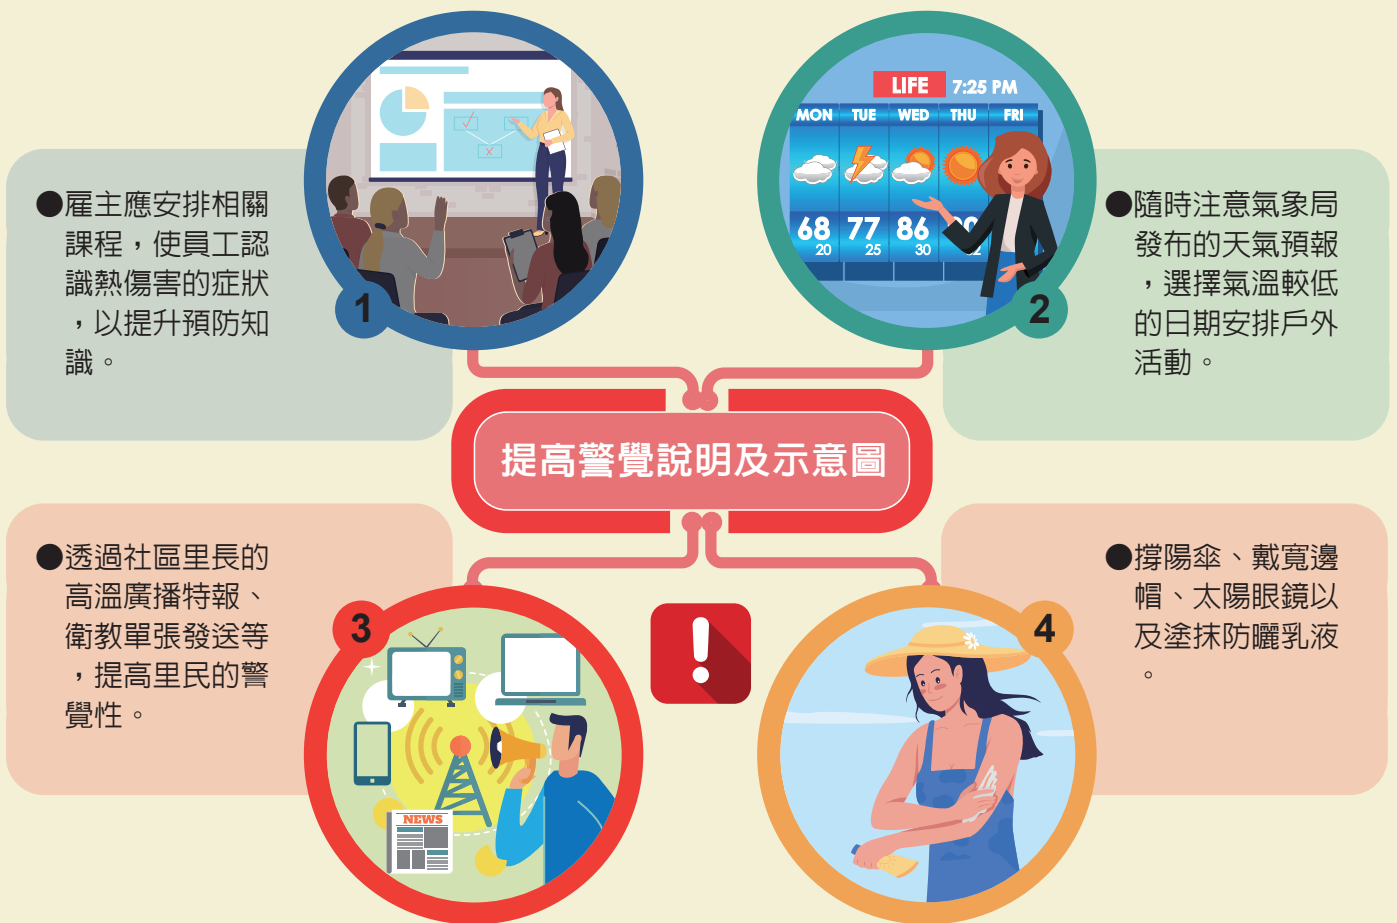 1
●雇主應安排相關
課程，使員工認
識熱傷害的症狀
，以提升預防知
識。
LIFE 7:25 PM
MON TUE WED THU FRI
68 77 86
20 25 30
2
●隨時注意氣象局
發布的天氣預報
，選擇氣溫較低
的日期安排戶外
活動。
提高警覺說明及示意圖
3
●透過社區里長的
高溫廣播特報、
衛教單張發送等
，提高里民的警
覺性。
NEWS
4
●撐陽傘、戴寬邊
帽、太陽眼鏡以
及塗抹防曬乳液
。